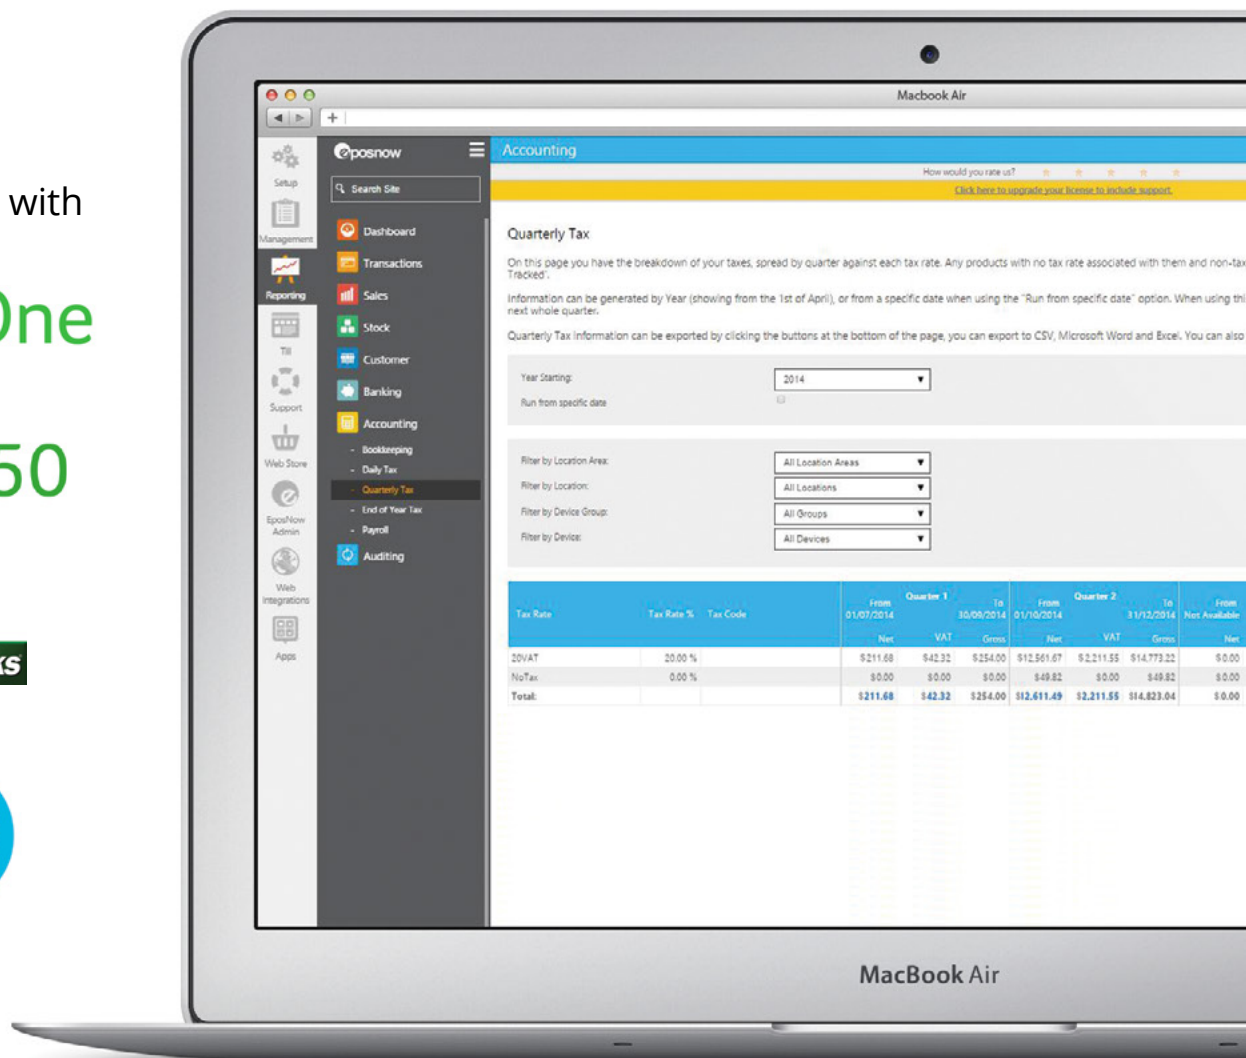 with
One
50
KS
Macbook Air
Setup
Management
Reporting
Till
Support
Web Store
EposNow
Admin
Web
Integrations
Apps
eposnow
Search Site
Dashboard
Transactions
Sales
Stock
Customer
Banking
Accounting
- Bookkeeping
- Daily Tax
- Quarterly Tax
- End of Year Tax
- Payroll
Auditing
Accounting
How would you rate us?
Click here to upgrade your license to include support.
Quarterly Tax
On this page you have the breakdown of your taxes, spread by quarter against each tax rate. Any products with no tax rate associated with them and non-tax
Tracked'.
Information can be generated by Year (showing from the 1st of April), or from a specific date when using the "Run from specific date" option. When using thi
next whole quarter.
Quarterly Tax information can be exported by clicking the buttons at the bottom of the page, you can export to CSV, Microsoft Word and Excel. You can also
Year Starting: 2014
Run from specific date
Filter by Location Area: All Location Areas
Filter by Location: All Locations
Filter by Device Group: All Groups
Filter by Device: All Devices
Quarter 1 Quarter 2
Tax Rate Tax Rate % Tax Code From To From To From
01/07/2014 30/09/2014 01/10/2014 31/12/2014 Not Available
Net VAT Gross Net VAT Gross Net
20VAT 20.00 % $211.68 $42.32 $254.00 $12,561.67 $2,211.55 $14,773.22 $0.00
NoTax 0.00 % $0.00 $0.00 $0.00 $49.82 $0.00 $49.82 $0.00
Total: $211.68 $42.32 $254.00 $12,611.49 $2,211.55 $14,823.04 $0.00
MacBook Air